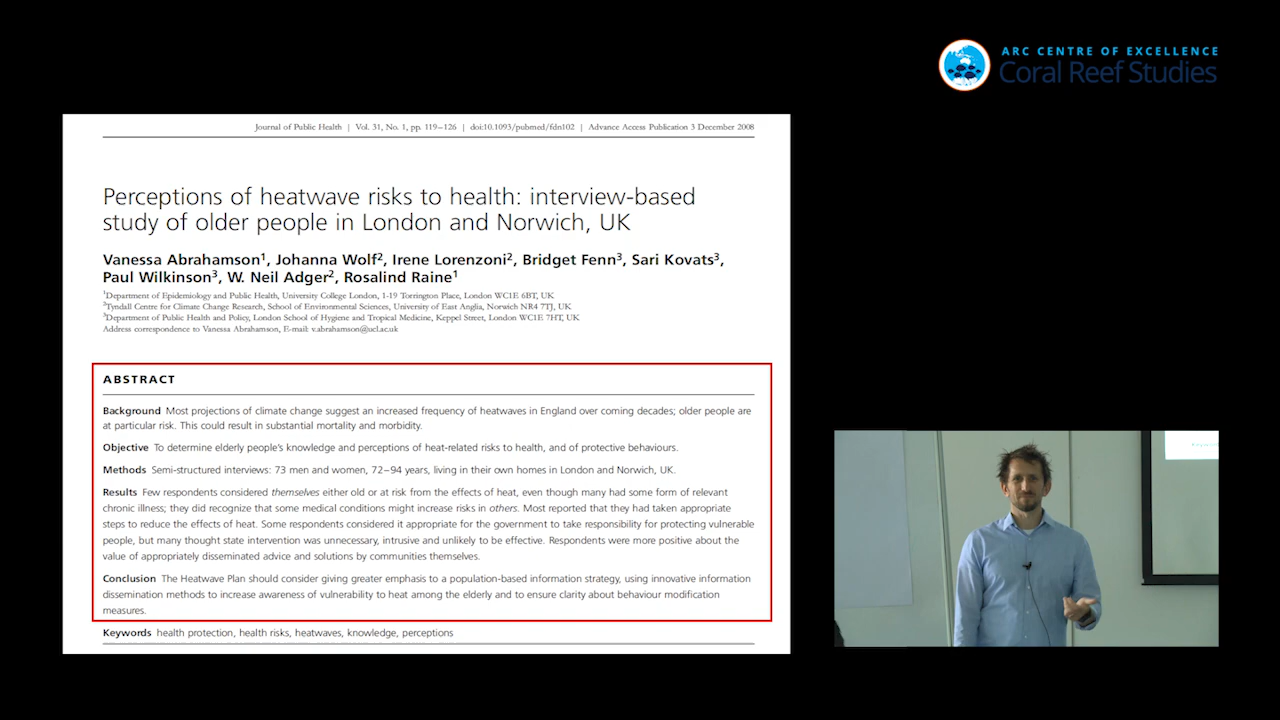 ARC CENTRE OF EXCELLENCE
Coral Reef Studies
Journal of Public Health | Vol. 31, No. 1, pp. 119–126 | doi:10.1093/pubmed/fdn102 | Advance Access Publication 3 December 2008
Perceptions of heatwave risks to health: interview-based
study of older people in London and Norwich, UK
Vanessa Abrahamson1, Johanna Wolf2, Irene Lorenzoni2, Bridget Fenn3, Sari Kovats3,
Paul Wilkinson3, W. Neil Adger2, Rosalind Raine1
1Department of Epidemiology and Public Health, University College London, 1-19 Torrington Place, London WC1E 6BT, UK
2Tyndall Centre for Climate Change Research, School of Environmental Sciences, University of East Anglia, Norwich NR4 7TJ, UK
3Department of Public Health and Policy, London School of Hygiene and Tropical Medicine, Keppel Street, London WC1E 7HT, UK
Address correspondence to Vanessa Abrahamson, E-mail: v.abrahamson@ucl.ac.uk
ABSTRACT
Background Most projections of climate change suggest an increased frequency of heatwaves in England over coming decades; older people are
at particular risk. This could result in substantial mortality and morbidity.
Objective To determine elderly people's knowledge and perceptions of heat-related risks to health, and of protective behaviours.
Methods Semi-structured interviews: 73 men and women, 72–94 years, living in their own homes in London and Norwich, UK.
Results Few respondents considered themselves either old or at risk from the effects of heat, even though many had some form of relevant
chronic illness; they did recognize that some medical conditions might increase risks in others. Most reported that they had taken appropriate
steps to reduce the effects of heat. Some respondents considered it appropriate for the government to take responsibility for protecting vulnerable
people, but many thought state intervention was unnecessary, intrusive and unlikely to be effective. Respondents were more positive about the
value of appropriately disseminated advice and solutions by communities themselves.
Conclusion The Heatwave Plan should consider giving greater emphasis to a population-based information strategy, using innovative information
dissemination methods to increase awareness of vulnerability to heat among the elderly and to ensure clarity about behaviour modification
measures.
Keywords health protection, health risks, heatwaves, knowledge, perceptions